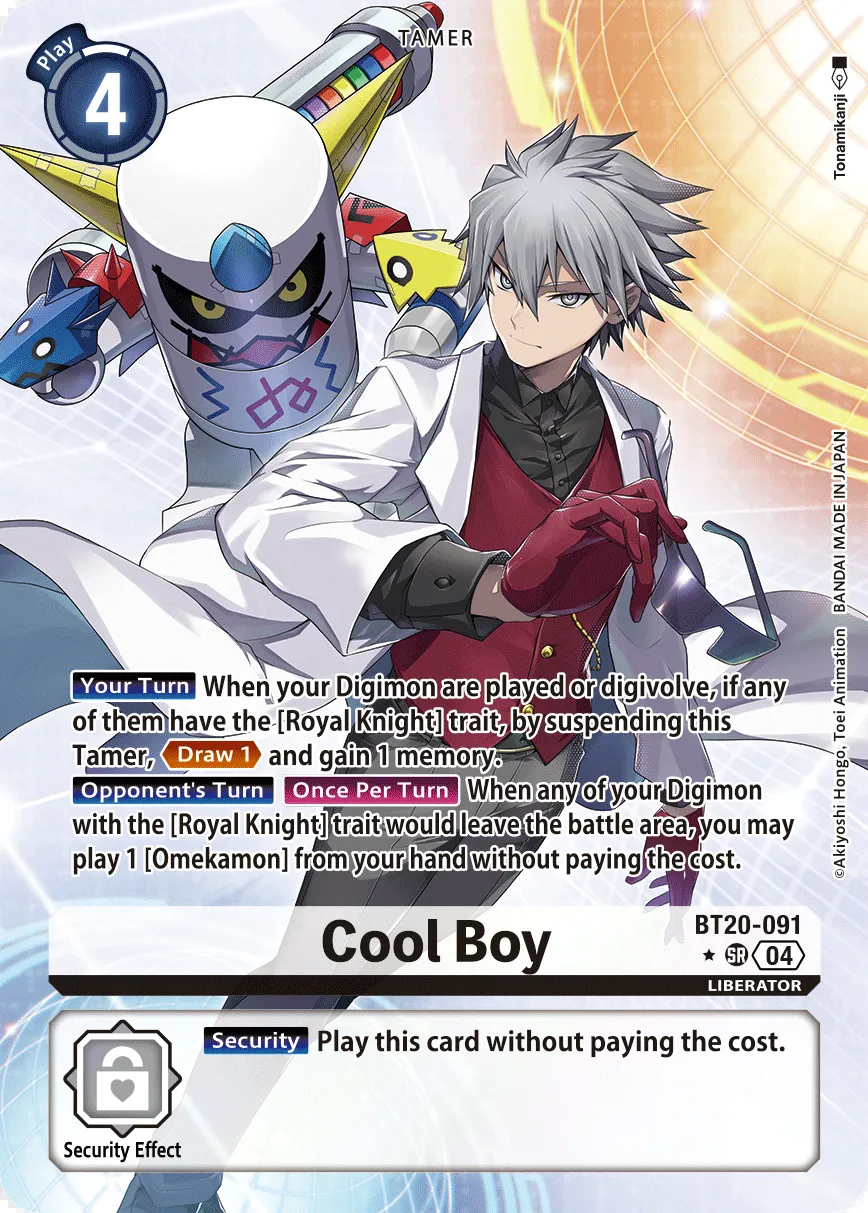 TAMER
Play
4
Tonamikanji
ぬ
Your Turn When your Digimon are played or digivolve, if any
of them have the [Royal Knight] trait, by suspending this
Tamer, Draw 1 and gain 1 memory.
Opponent's Turn Once Per Turn When any of your Digimon
with the [Royal Knight] trait would leave the battle area, you may
play 1 [Omekamon] from your hand without paying the cost.
©Akiyoshi Hongo, Toei Animation BANDAI MADE IN JAPAN
Cool Boy
BT20-091
★ SR 04
LIBERATOR
Security Play this card without paying the cost.
Security Effect